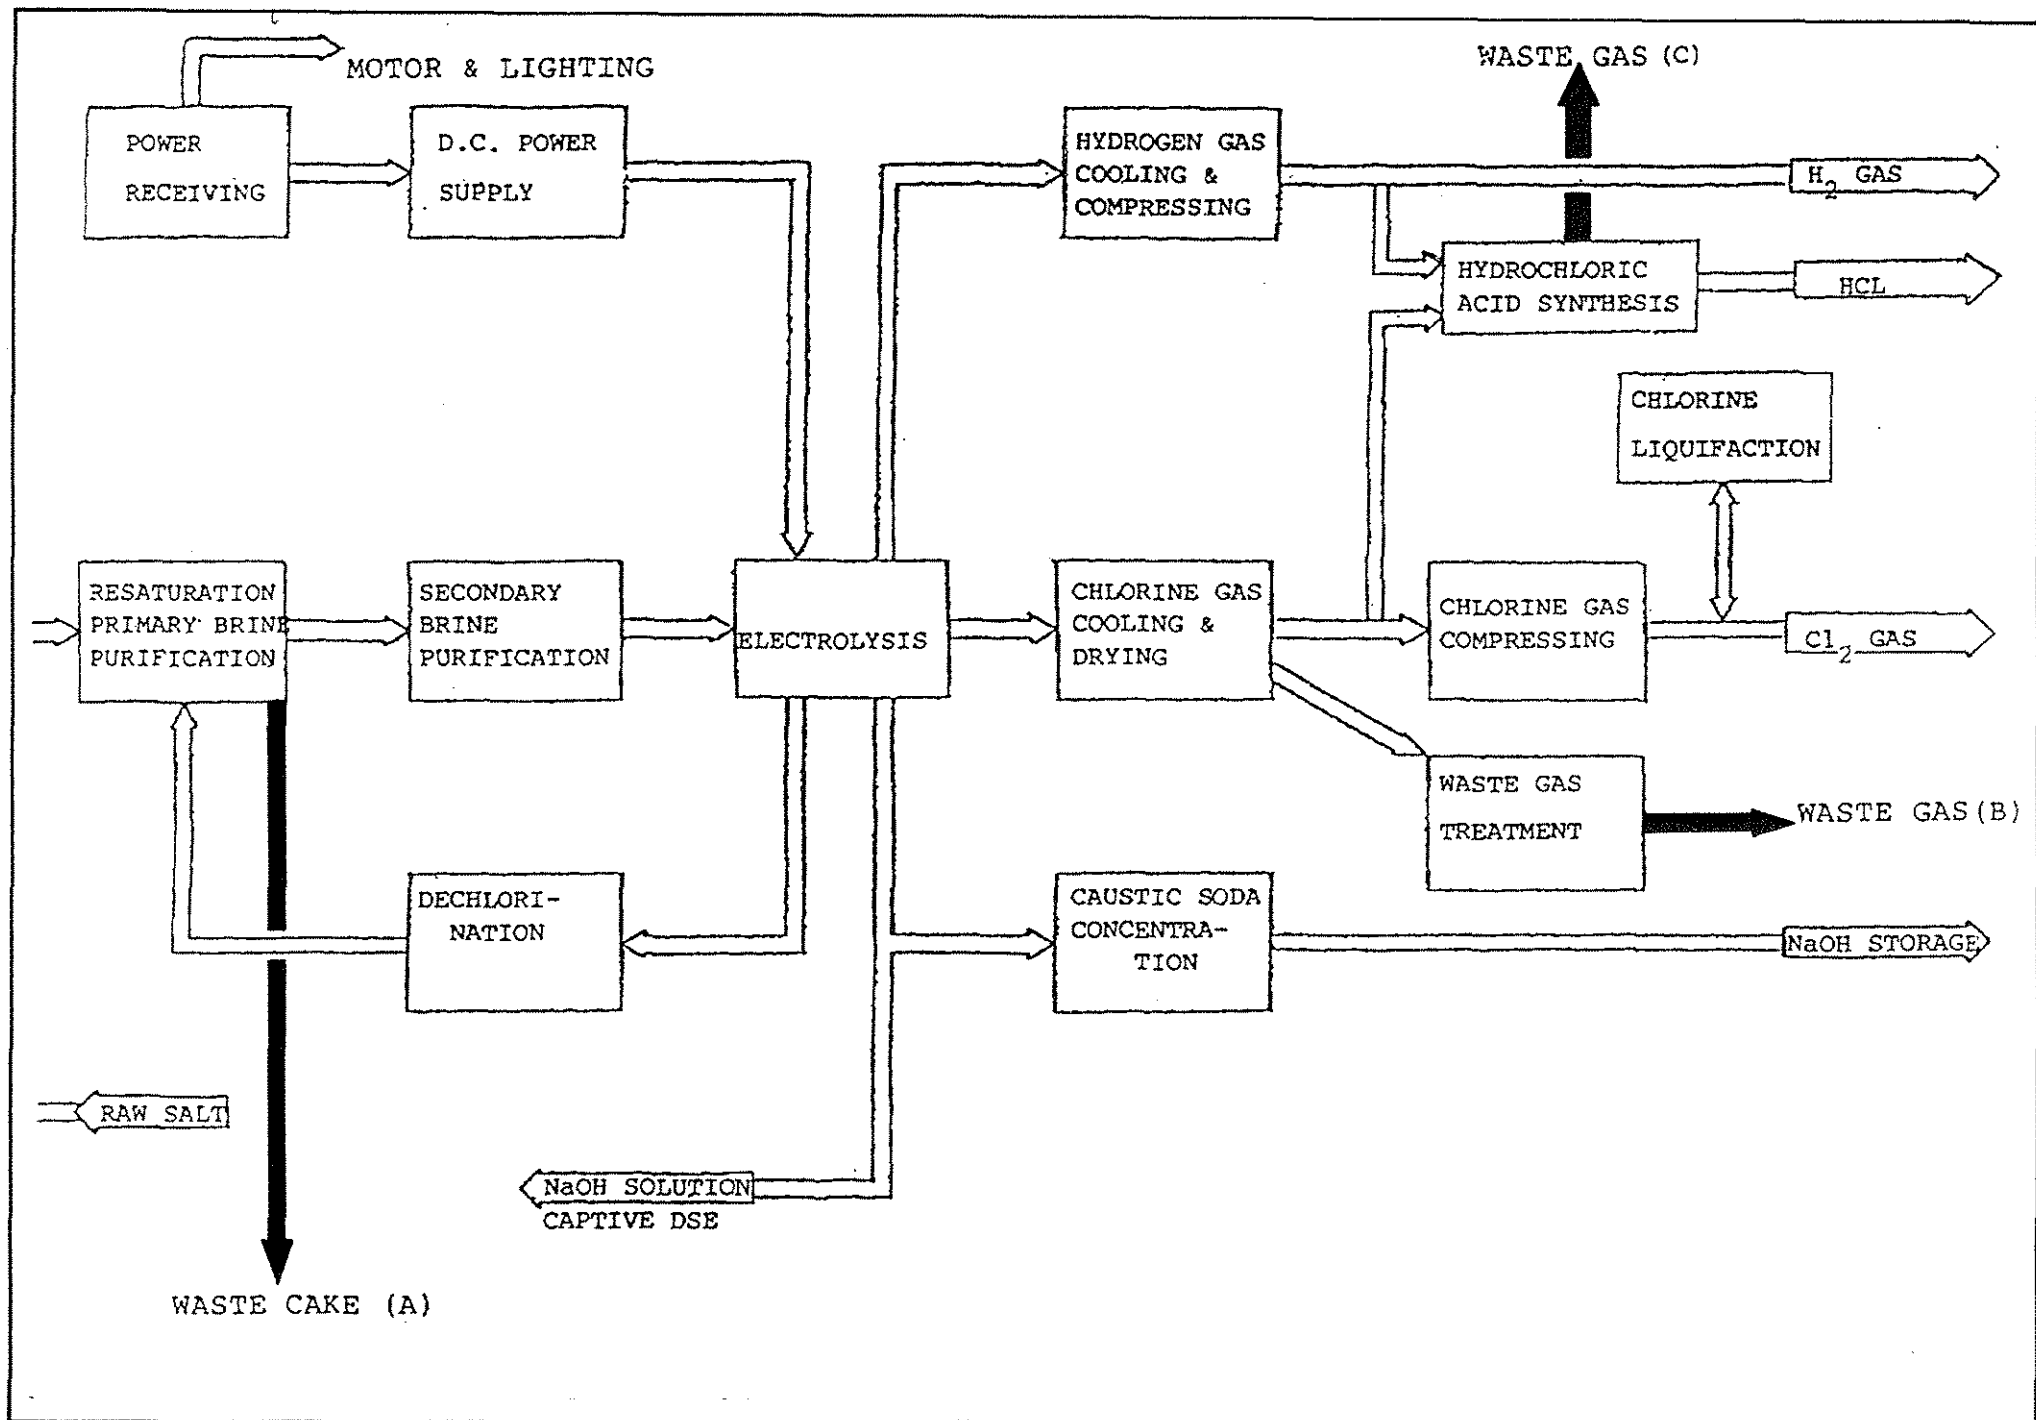 MOTOR & LIGHTING
WASTE GAS (C)
POWER
RECEIVING
D.C. POWER
SUPPLY
HYDROGEN GAS
COOLING &
COMPRESSING
H2 GAS
HYDROCHLORIC
ACID SYNTHESIS
HCL
CHLORINE
LIQUIFACTION
RESATURATION
PRIMARY BRINE
PURIFICATION
SECONDARY
BRINE
PURIFICATION
ELECTROLYSIS
CHLORINE GAS
COOLING &
DRYING
CHLORINE GAS
COMPRESSING
Cl2 GAS
WASTE GAS
TREATMENT
WASTE GAS (B)
DECHLORI-
NATION
CAUSTIC SODA
CONCENTRA-
TION
NaOH STORAGE
RAW SALT
NaOH SOLUTION
CAPTIVE DSE
WASTE CAKE (A)